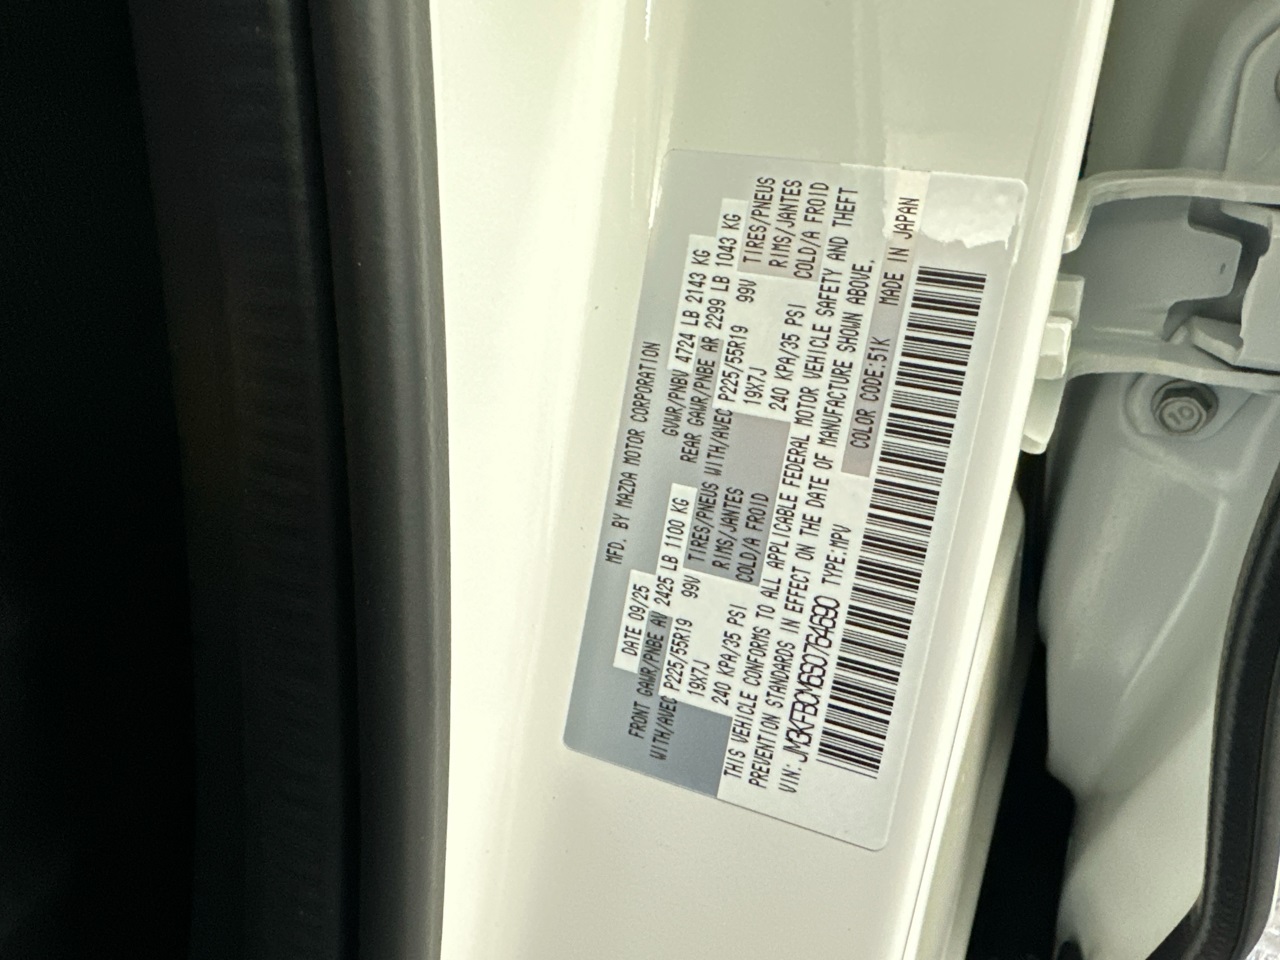 MFD. BY MAZDA MOTOR CORPORATION
DATE 09/25 GVWR/PNBV 4724 LB 2143 KG
FRONT GAWR/PNBE AV 2425 LB 1100 KG REAR GAWR/PNBE AR 2299 LB 1043 KG
WITH/AVEC P225/55R19 99V TIRES/PNEUS WITH/AVEC P225/55R19 99V TIRES/PNEUS
19X7J RIMS/JANTES 19X7J RIMS/JANTES
240 KPA/35 PSI COLD/A FROID 240 KPA/35 PSI COLD/A FROID
THIS VEHICLE CONFORMS TO ALL APPLICABLE FEDERAL MOTOR VEHICLE SAFETY AND THEFT
PREVENTION STANDARDS IN EFFECT ON THE DATE OF MANUFACTURE SHOWN ABOVE.
VIN: JM3KFBCM6S0764690 TYPE:MPV COLOR CODE:51K MADE IN JAPAN
10